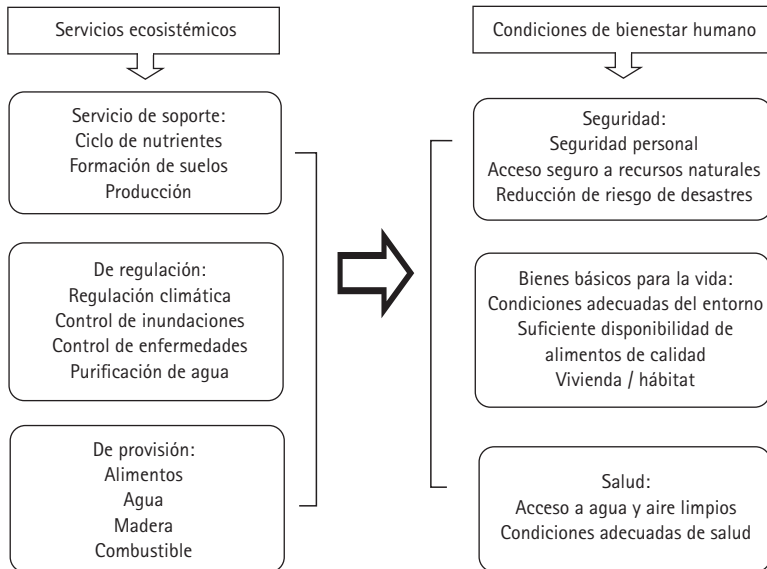 Servicios ecosistémicos
Servicio de soporte:
Ciclo de nutrientes
Formación de suelos
Producción
De regulación:
Regulación climática
Control de inundaciones
Control de enfermedades
Purificación de agua
De provisión:
Alimentos
Agua
Madera
Combustible
Condiciones de bienestar humano
Seguridad:
Seguridad personal
Acceso seguro a recursos naturales
Reducción de riesgo de desastres
Bienes básicos para la vida:
Condiciones adecuadas del entorno
Suficiente disponibilidad de
alimentos de calidad
Vivienda / hábitat
Salud:
Acceso a agua y aire limpios
Condiciones adecuadas de salud